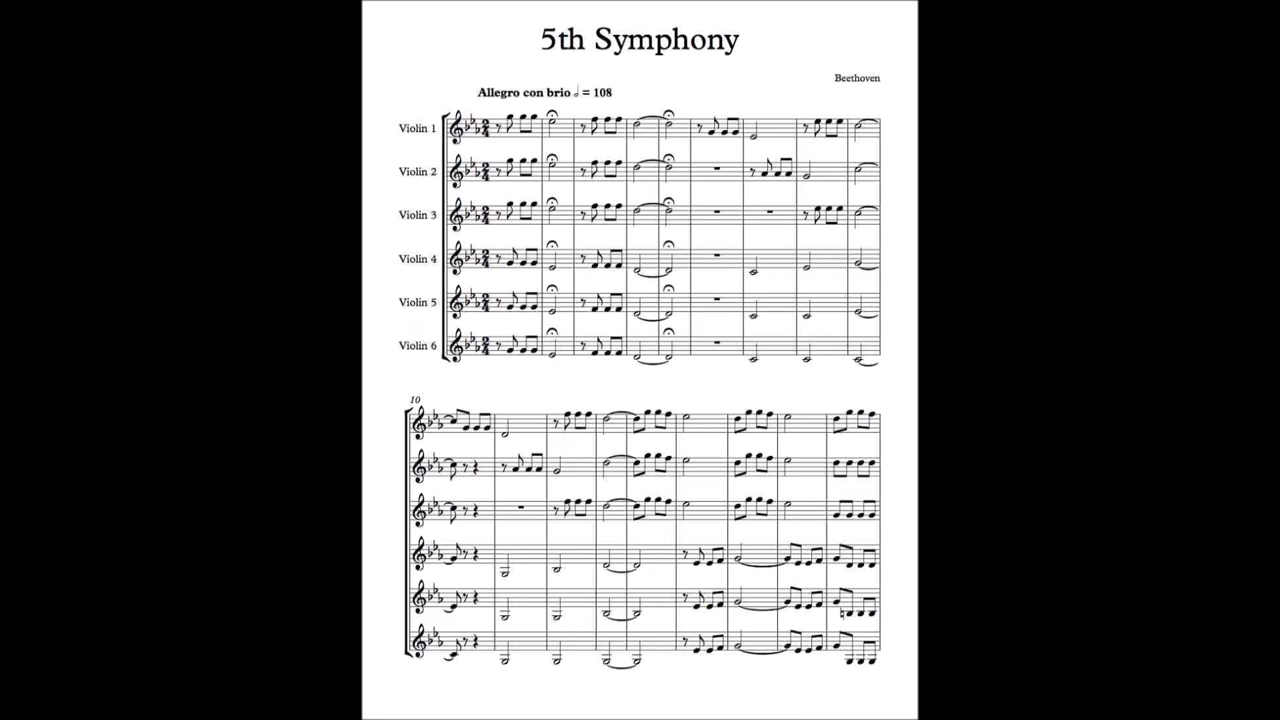 5th Symphony
Beethoven
Allegro con brio 𝅗𝅥 = 108
Violin 1
Violin 2
Violin 3
Violin 4
Violin 5
Violin 6
10